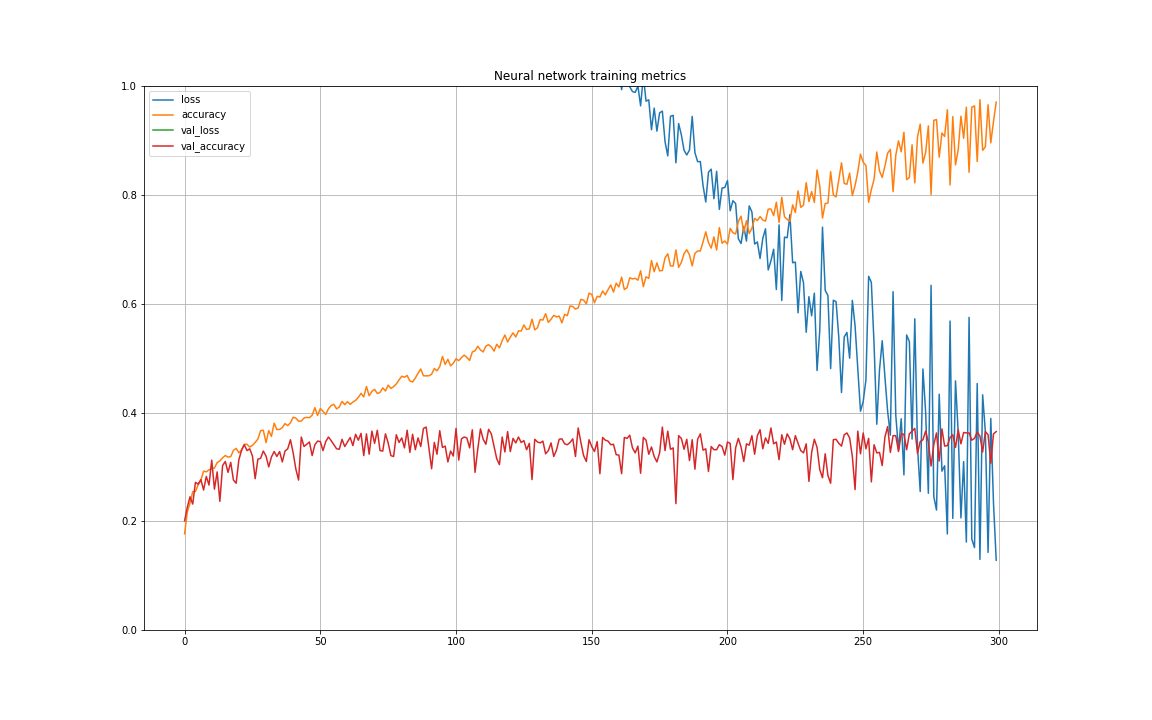 Neural network training metrics
1.0
loss
accuracy
val_loss
val_accuracy
0.8
0.6
0.4
0.2
0.0
0 50 100 150 200 250 300